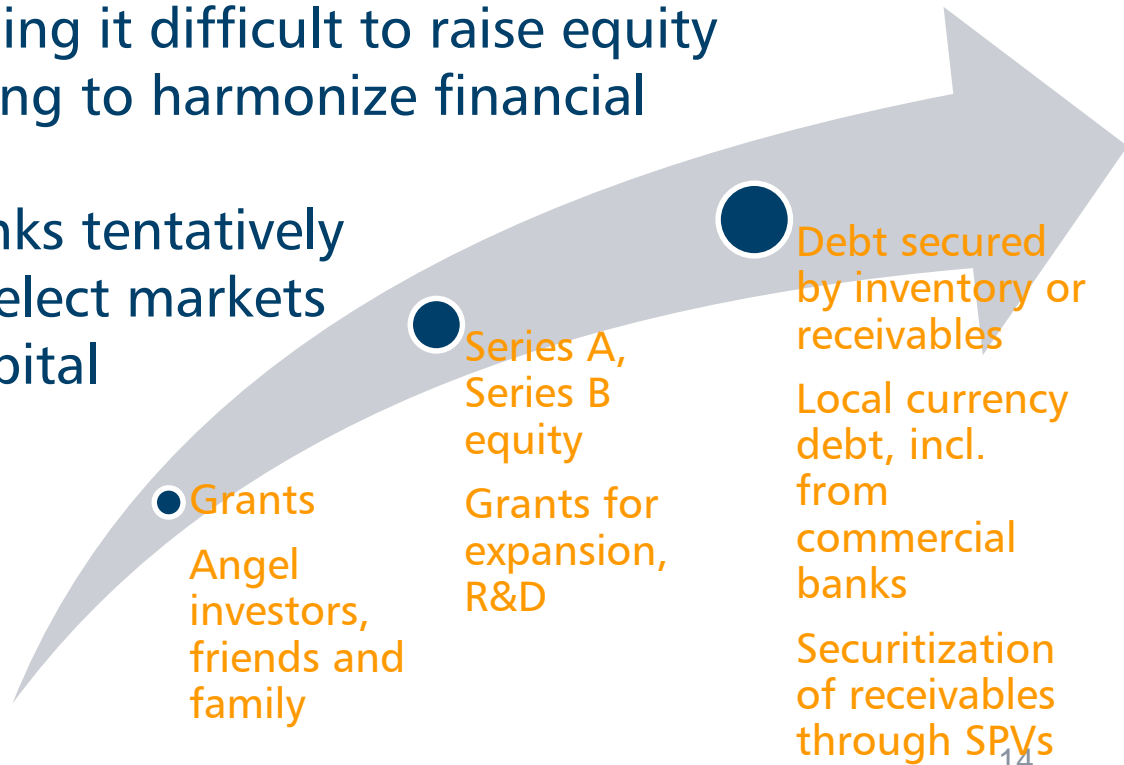 ing it difficult to raise equity
ng to harmonize financial
nks tentatively
elect markets
pital
Grants
Angel
investors,
friends and
family
Series A,
Series B
equity
Grants for
expansion,
R&D
Debt secured
by inventory or
receivables
Local currency
debt, incl.
from
commercial
banks
Securitization
of receivables
through SPVs
14